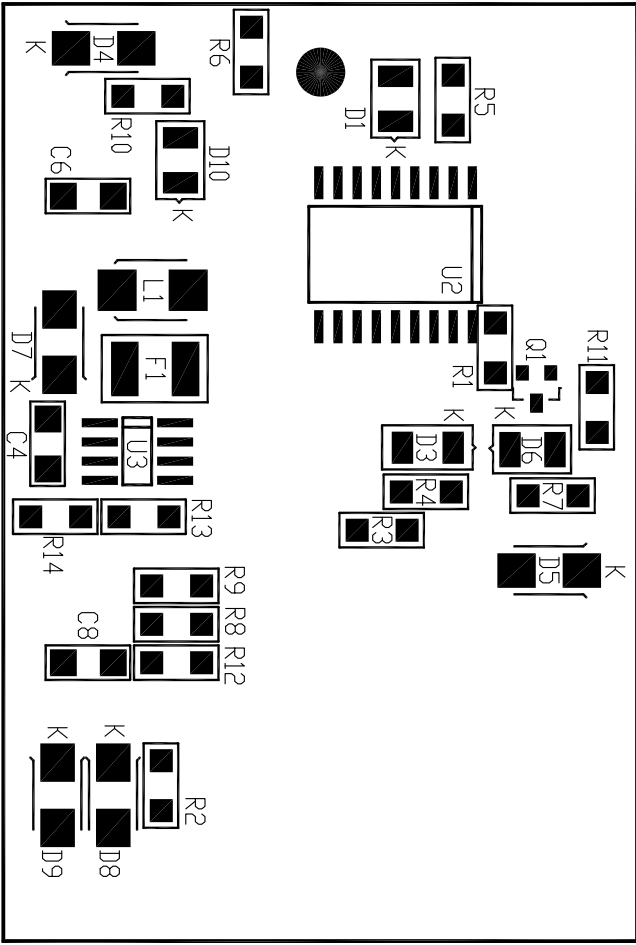 K
D4
R6
D1
K
R5
R10
D10
K
C6
U2
L1
D7
K
F1
R1
Q1
R11
C4
U3
K
D3
K
D6
R4
R7
R3
R13
R14
D5
K
R9
R8
R12
C8
K
K
R2
D9
D8